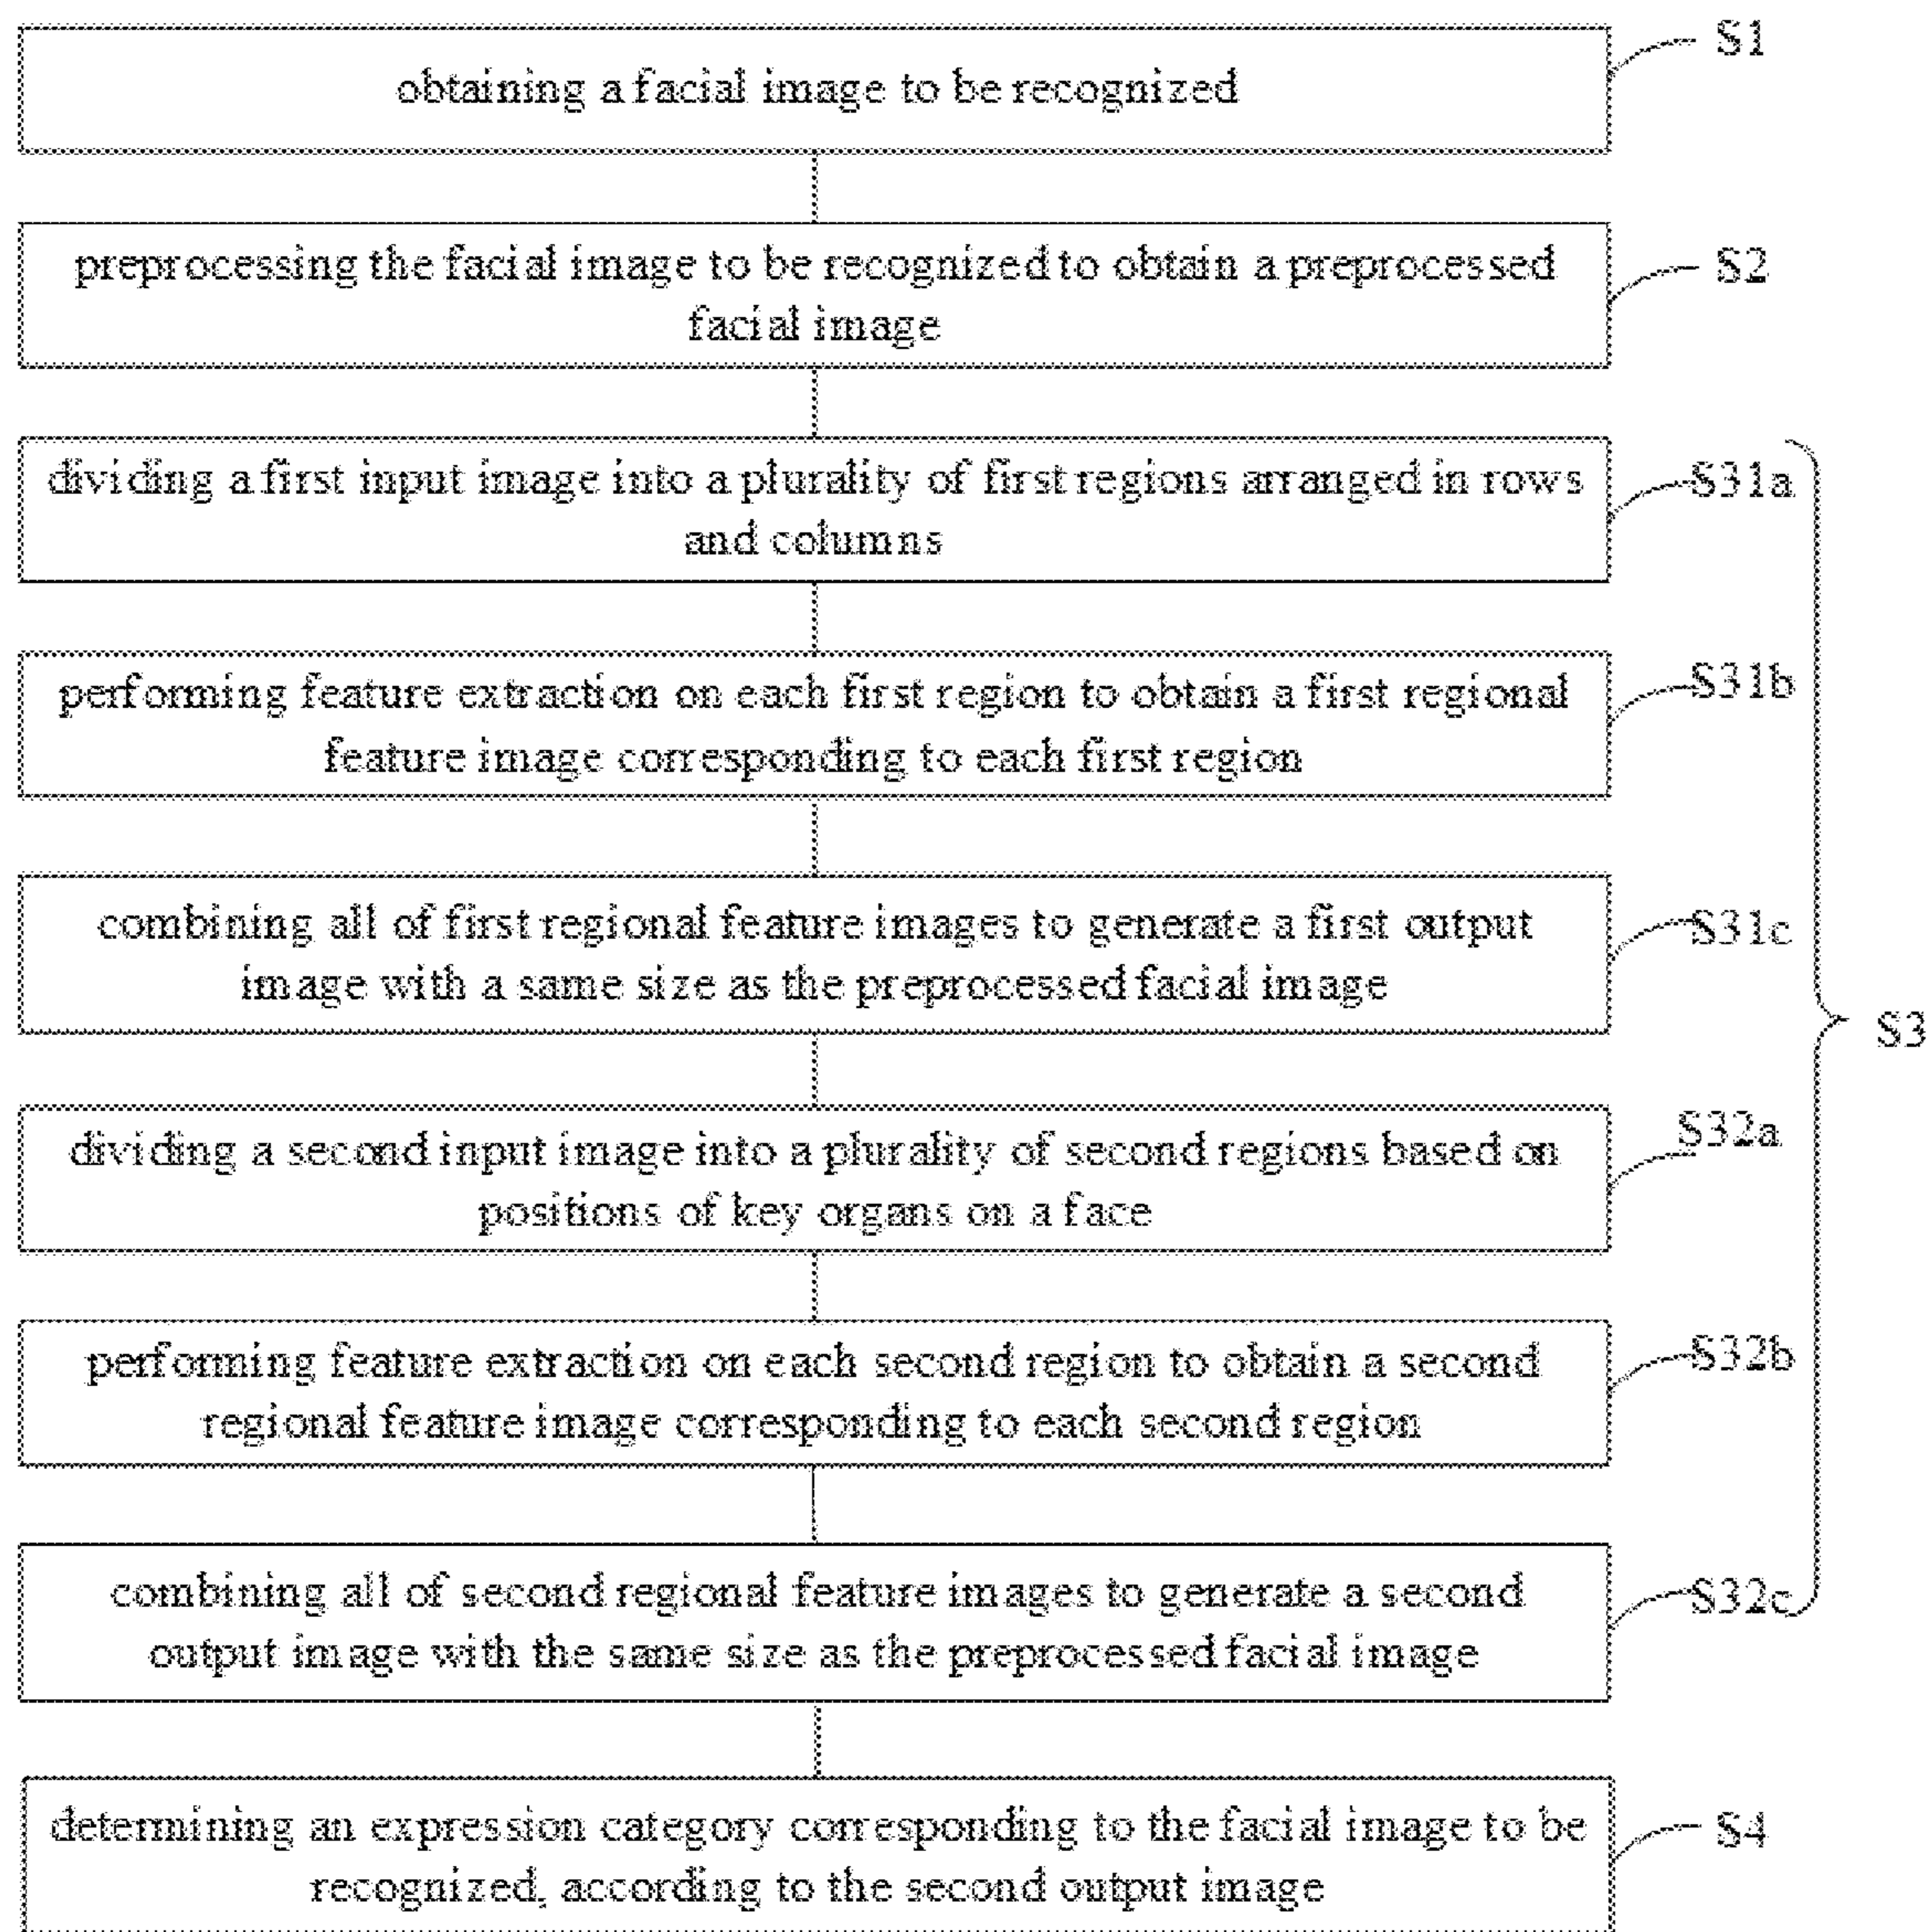 S1
obtaining a facial image to be recognized
S2
preprocessing the facial image to be recognized to obtain a preprocessed
facial image
S31a
dividing a first input image into a plurality of first regions arranged in rows
and columns
S31b
performing feature extraction on each first region to obtain a first regional
feature image corresponding to each first region
S31c
combining all of first regional feature images to generate a first output
image with a same size as the preprocessed facial image
S3
S32a
dividing a second input image into a plurality of second regions based on
positions of key organs on a face
S32b
performing feature extraction on each second region to obtain a second
regional feature image corresponding to each second region
S32c
combining all of second regional feature images to generate a second
output image with the same size as the preprocessed facial image
S4
determining an expression category corresponding to the facial image to be
recognized, according to the second output image